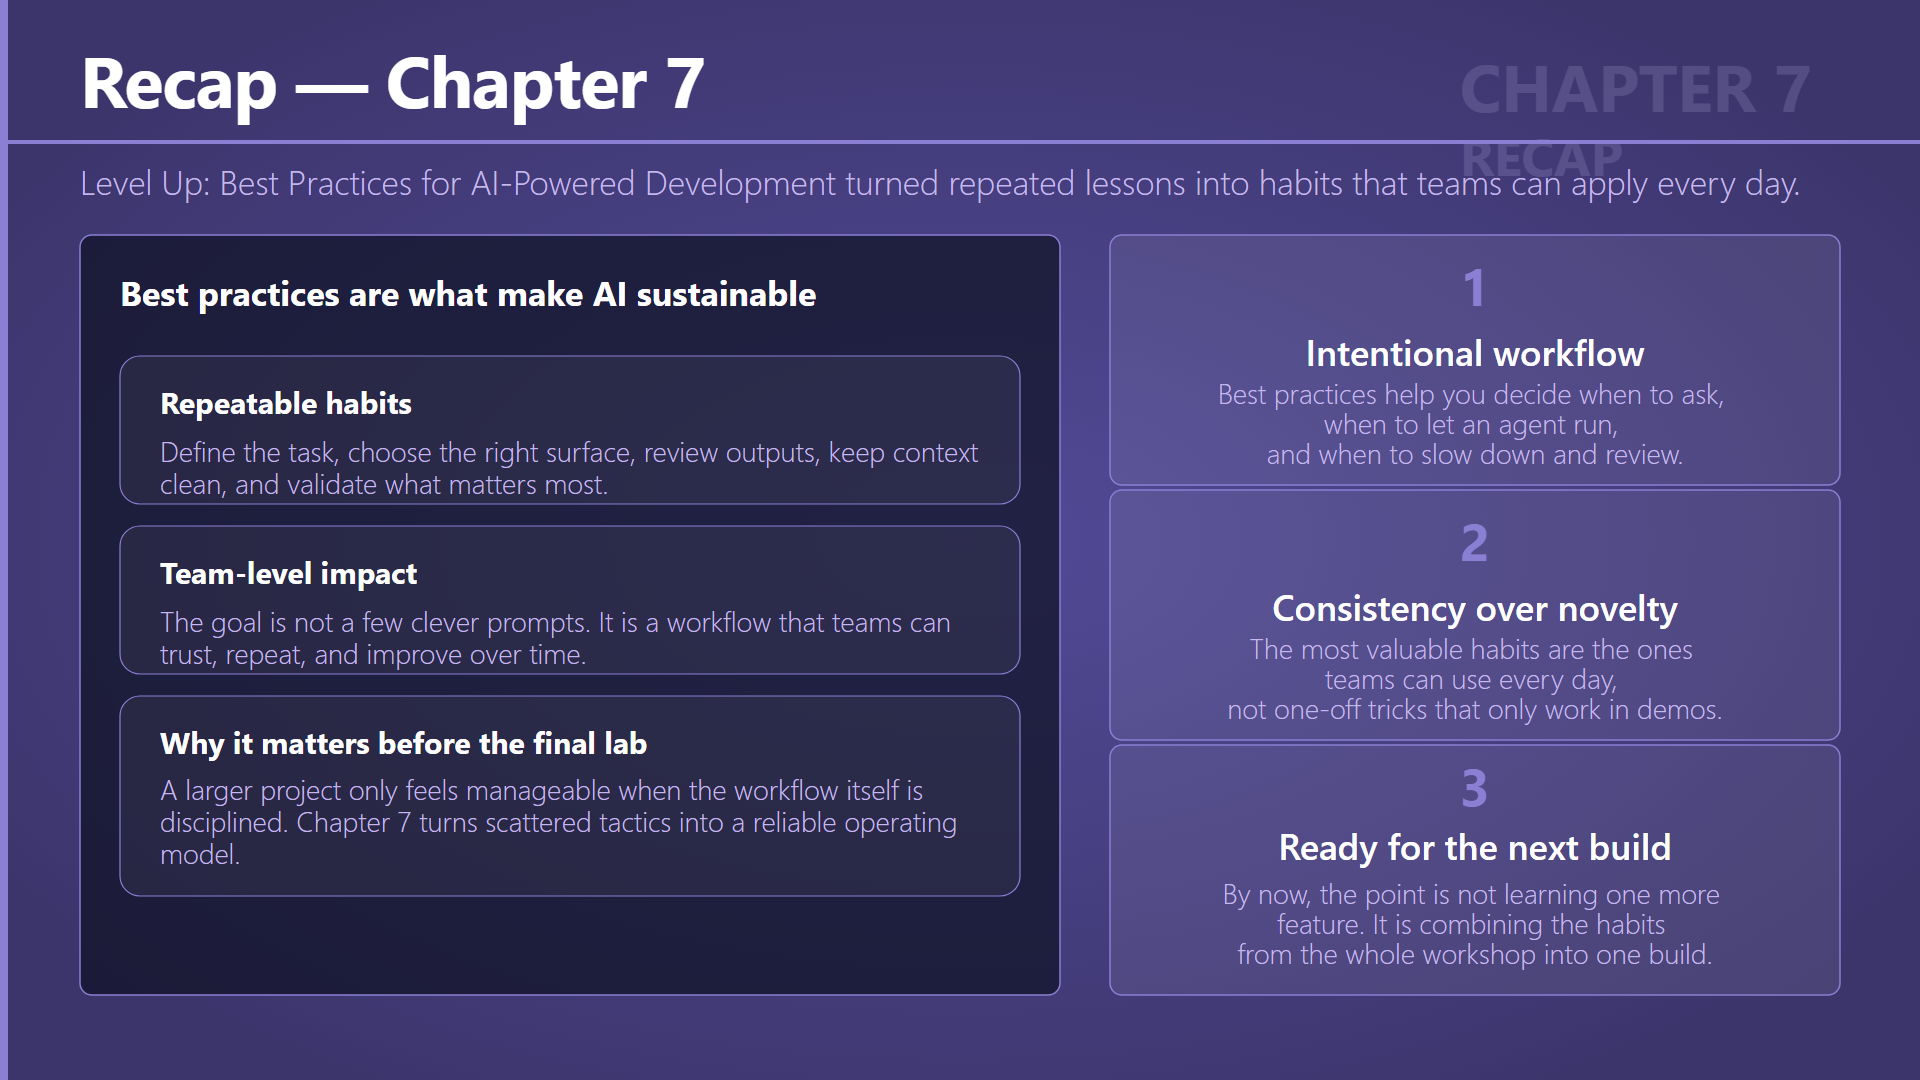 Recap — Chapter 7
CHAPTER 7
RECAP
Level Up: Best Practices for AI-Powered Development turned repeated lessons into habits that teams can apply every day.
Best practices are what make AI sustainable
Repeatable habits
Define the task, choose the right surface, review outputs, keep context
clean, and validate what matters most.
Team-level impact
The goal is not a few clever prompts. It is a workflow that teams can
trust, repeat, and improve over time.
Why it matters before the final lab
A larger project only feels manageable when the workflow itself is
disciplined. Chapter 7 turns scattered tactics into a reliable operating
model.
1
Intentional workflow
Best practices help you decide when to ask,
when to let an agent run,
and when to slow down and review.
2
Consistency over novelty
The most valuable habits are the ones
teams can use every day,
not one-off tricks that only work in demos.
3
Ready for the next build
By now, the point is not learning one more
feature. It is combining the habits
from the whole workshop into one build.